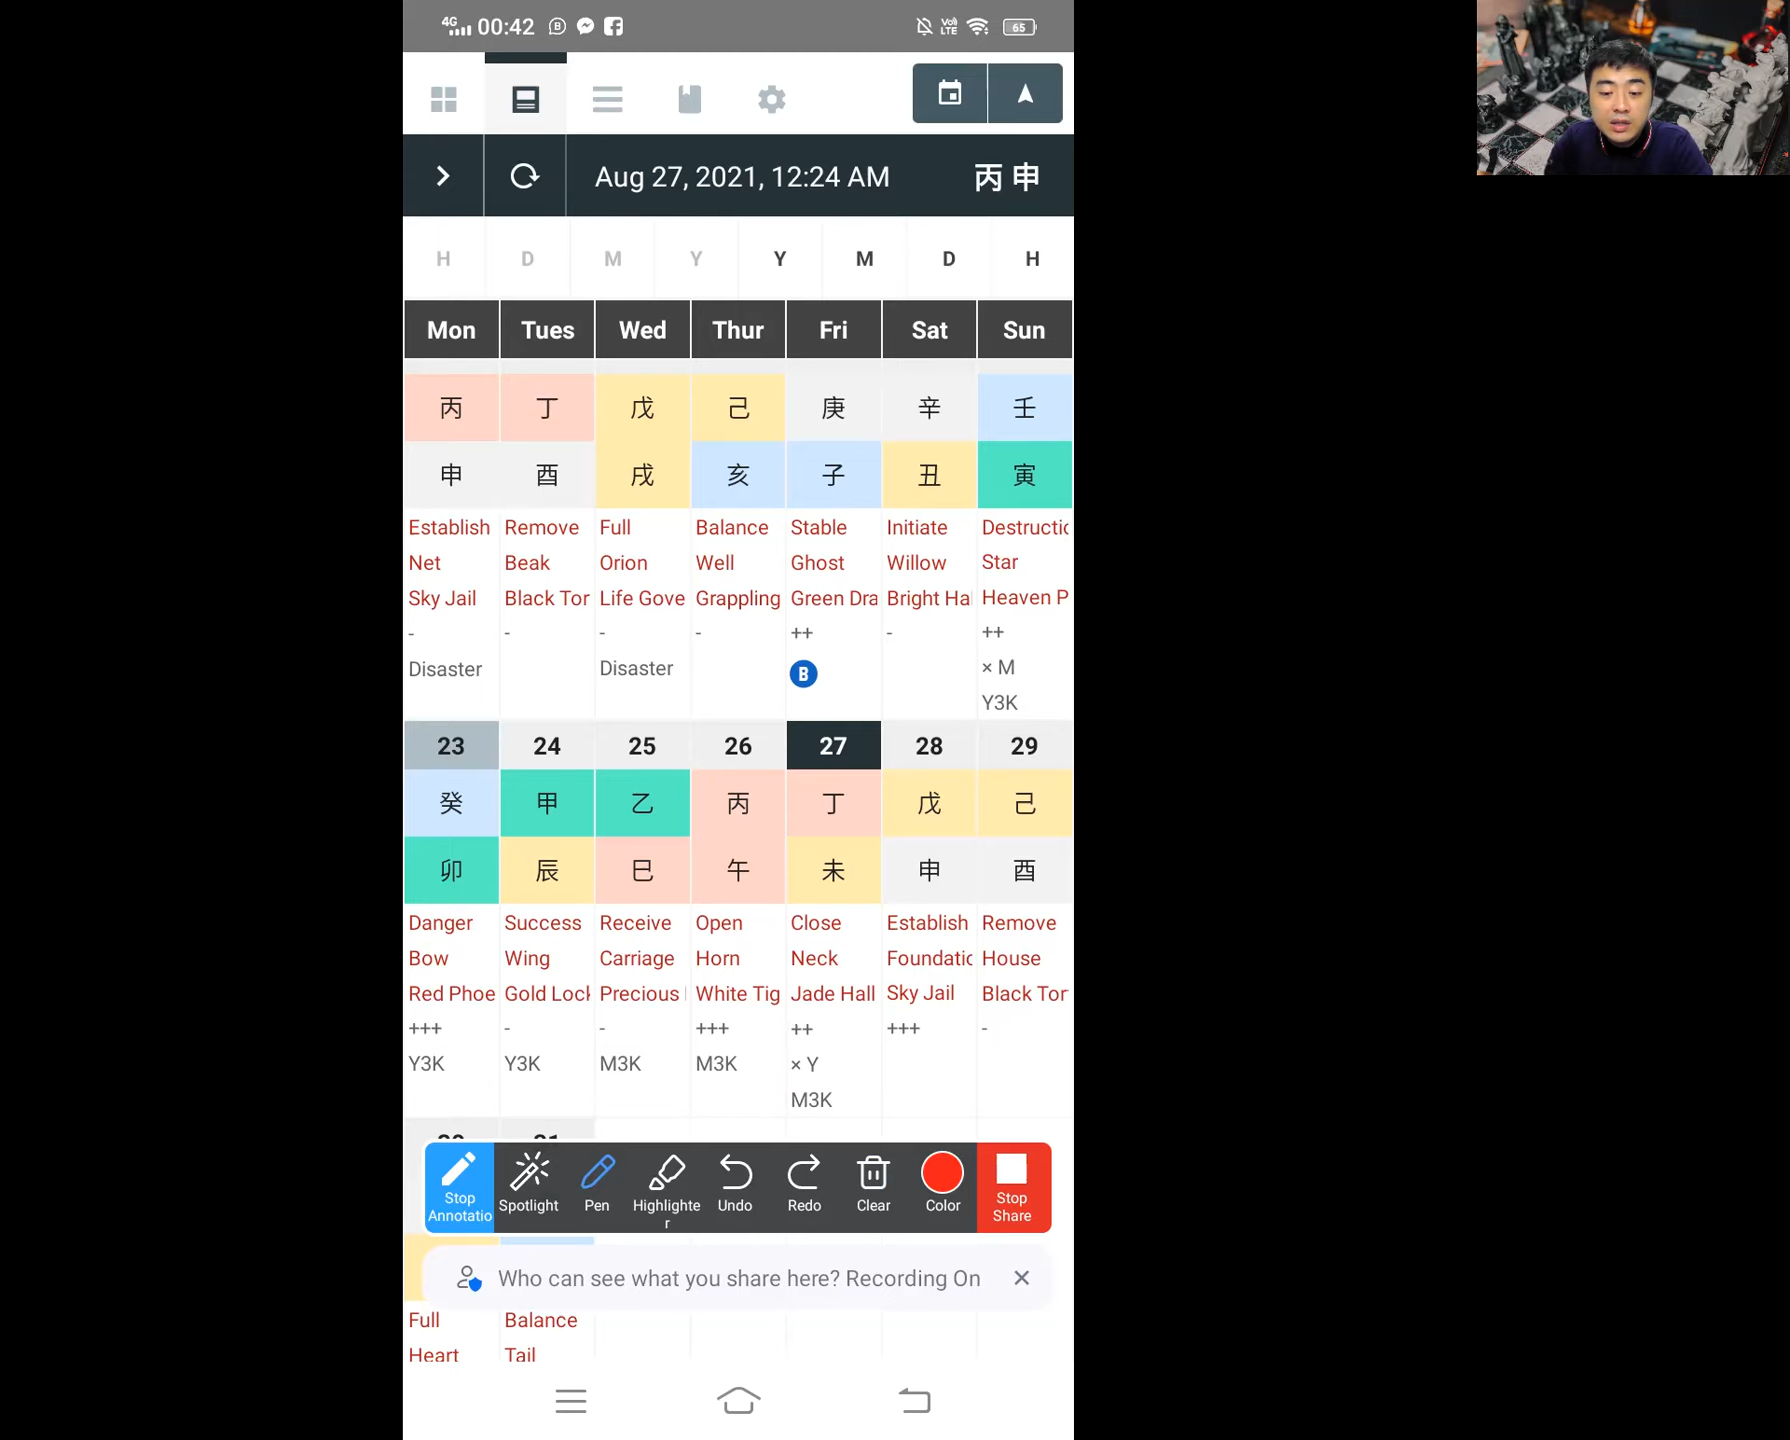 4G 00:42 VoLTE 65
Aug 27, 2021, 12:24 AM 丙 申
H D M Y Y M D H
Mon Tues Wed Thur Fri Sat Sun
丙 丁 戊 己 庚 辛 壬
申 酉 戌 亥 子 丑 寅
Establish Remove Full Balance Stable Initiate Destructic
Net Beak Orion Well Ghost Willow Star
Sky Jail Black Tor Life Gove Grappling Green Dra Bright Ha Heaven P
- - - - ++ - ++
Disaster Disaster B × M
Y3K
23 24 25 26 27 28 29
癸 甲 乙 丙 丁 戊 己
卯 辰 巳 午 未 申 酉
Danger Success Receive Open Close Establish Remove
Bow Wing Carriage Horn Neck Foundatic House
Red Phoe Gold Lock Precious White Tig Jade Hall Sky Jail Black Tor
+++ - - +++ ++ +++ -
Y3K Y3K M3K M3K × Y
M3K
Stop Annotatio Spotlight Pen Highlighte
r Undo Redo Clear Color Stop Share
Who can see what you share here? Recording On
Full Balance
Heart Tail